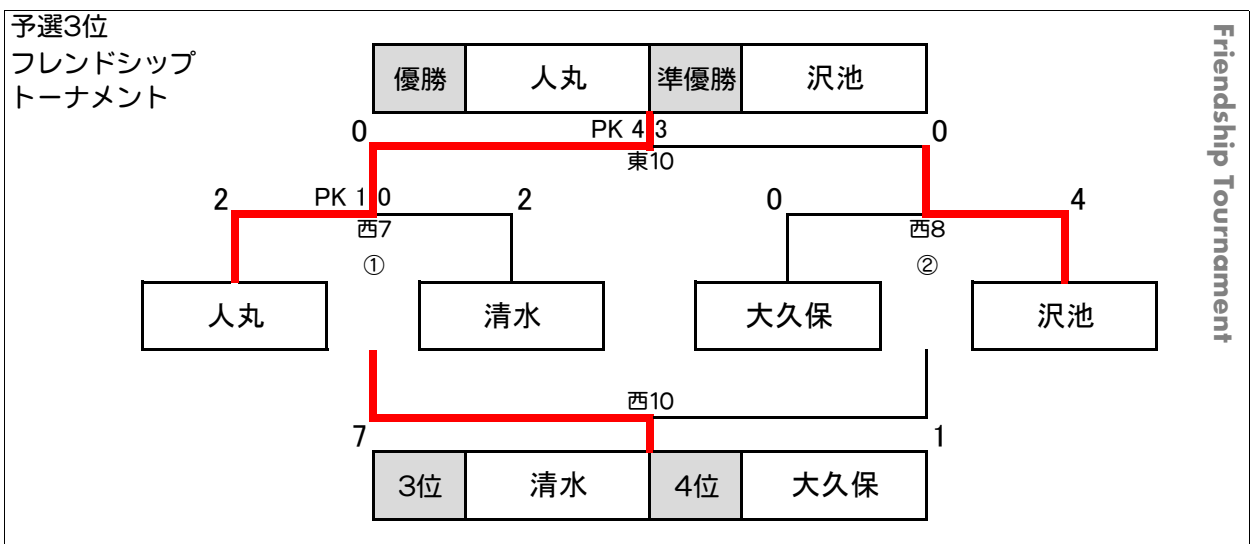 予選3位
フレンドシップ
トーナメント
Friendship Tournament
優勝 人丸 準優勝 沢池
0 PK 4 3 0
東10
2 PK 1 0 2 0 4
西7 西8
① ②
人丸 清水 大久保 沢池
西10
7 1
3位 清水 4位 大久保